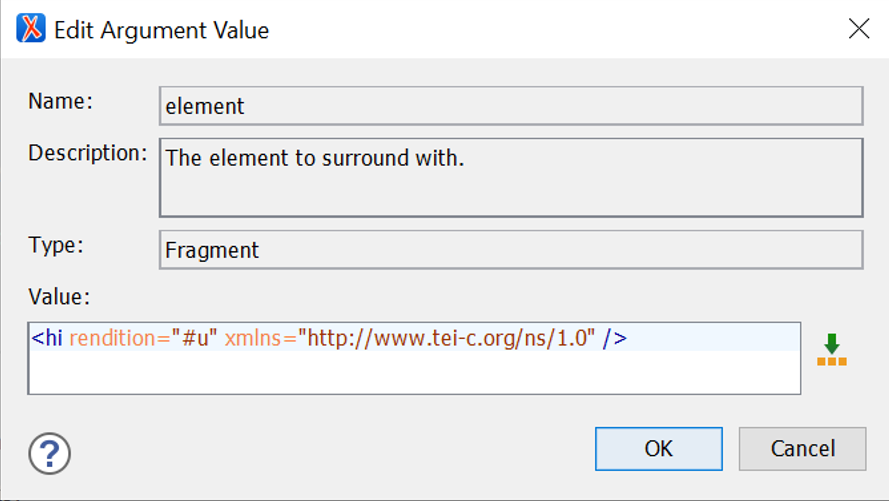 Edit Argument Value
Name: element
Description: The element to surround with.
Type: Fragment
Value:
<hi rendition="#u" xmlns="http://www.tei-c.org/ns/1.0" />
?
OK Cancel